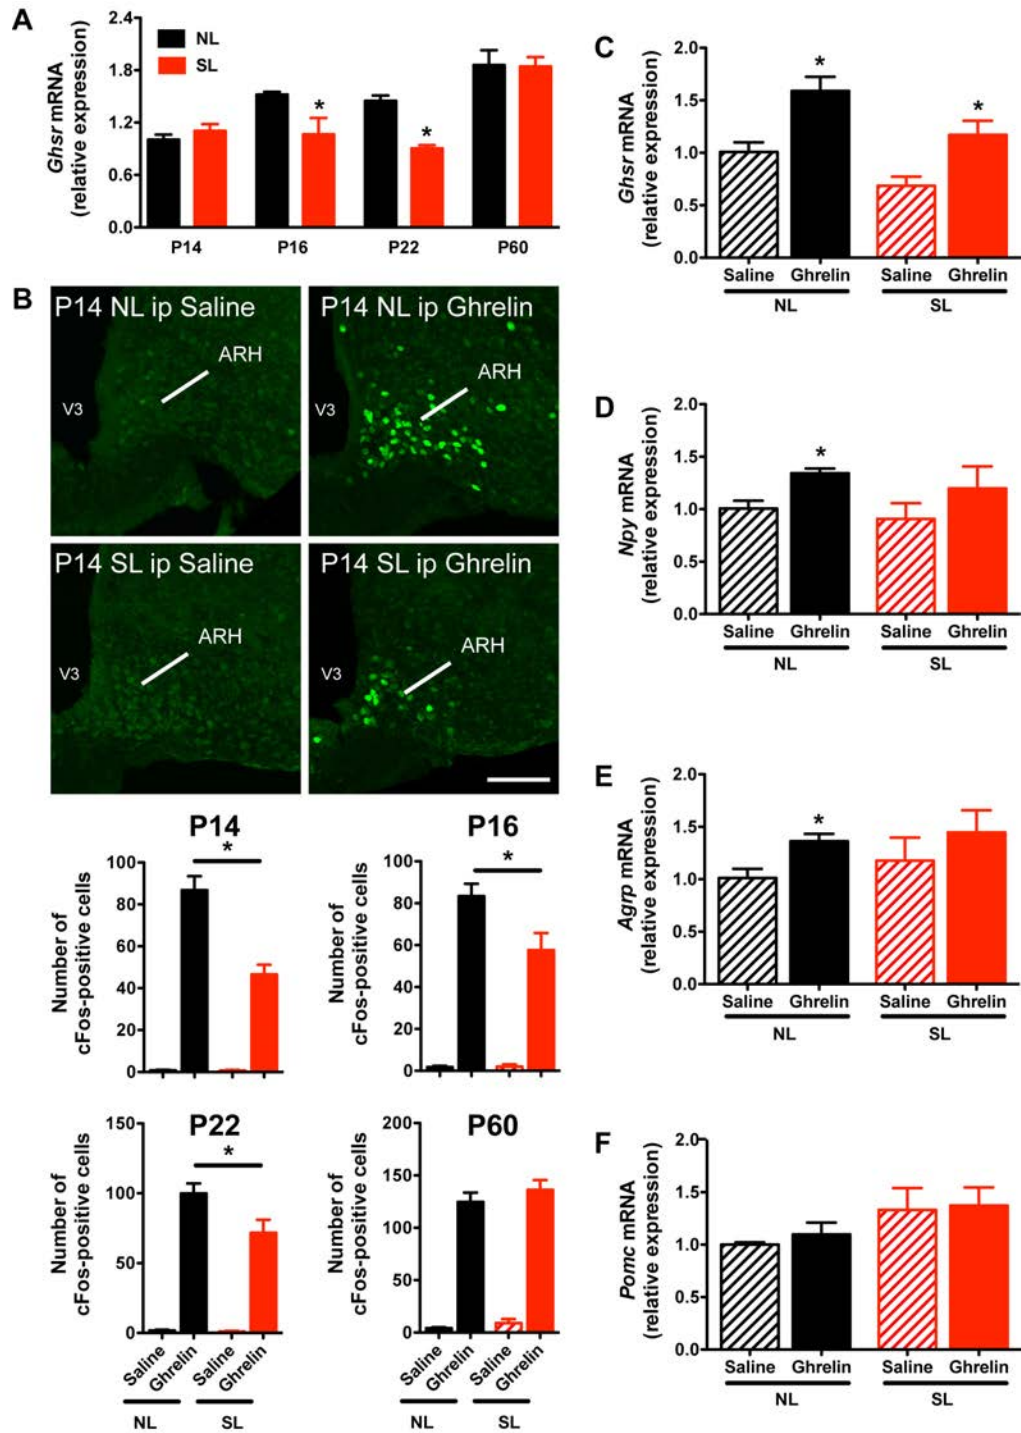 A
2.4
1.8
1.2
0.6
0.0
Ghsr mRNA
(relative expression)
NL
SL
*
*
P14
P16
P22
P60
B
P14 NL ip Saline
ARH
V3
P14 NL ip Ghrelin
ARH
P14 SL ip Saline
ARH
V3
P14 SL ip Ghrelin
ARH
V3
P14
Number of
cFos-positive cells
100
80
60
40
20
0
*
P16
Number of
cFos-positive cells
100
80
60
40
20
0
*
P22
Number of
cFos-positive cells
150
100
50
0
*
Saline
Ghrelin
Saline
Ghrelin
NL
SL
P60
Number of
cFos-positive cells
200
150
100
50
0
Saline
Ghrelin
Saline
Ghrelin
NL
SL
C
Ghsr mRNA
(relative expression)
2.0
1.5
1.0
0.5
0.0
*
*
Saline Ghrelin Saline Ghrelin
NL SL
D
Npy mRNA
(relative expression)
2.0
1.5
1.0
0.5
0.0
*
Saline Ghrelin Saline Ghrelin
NL SL
E
Agrp mRNA
(relative expression)
2.0
1.5
1.0
0.5
0.0
*
Saline Ghrelin Saline Ghrelin
NL SL
F
Pomc mRNA
(relative expression)
2.0
1.5
1.0
0.5
0.0
Saline Ghrelin Saline Ghrelin
NL SL